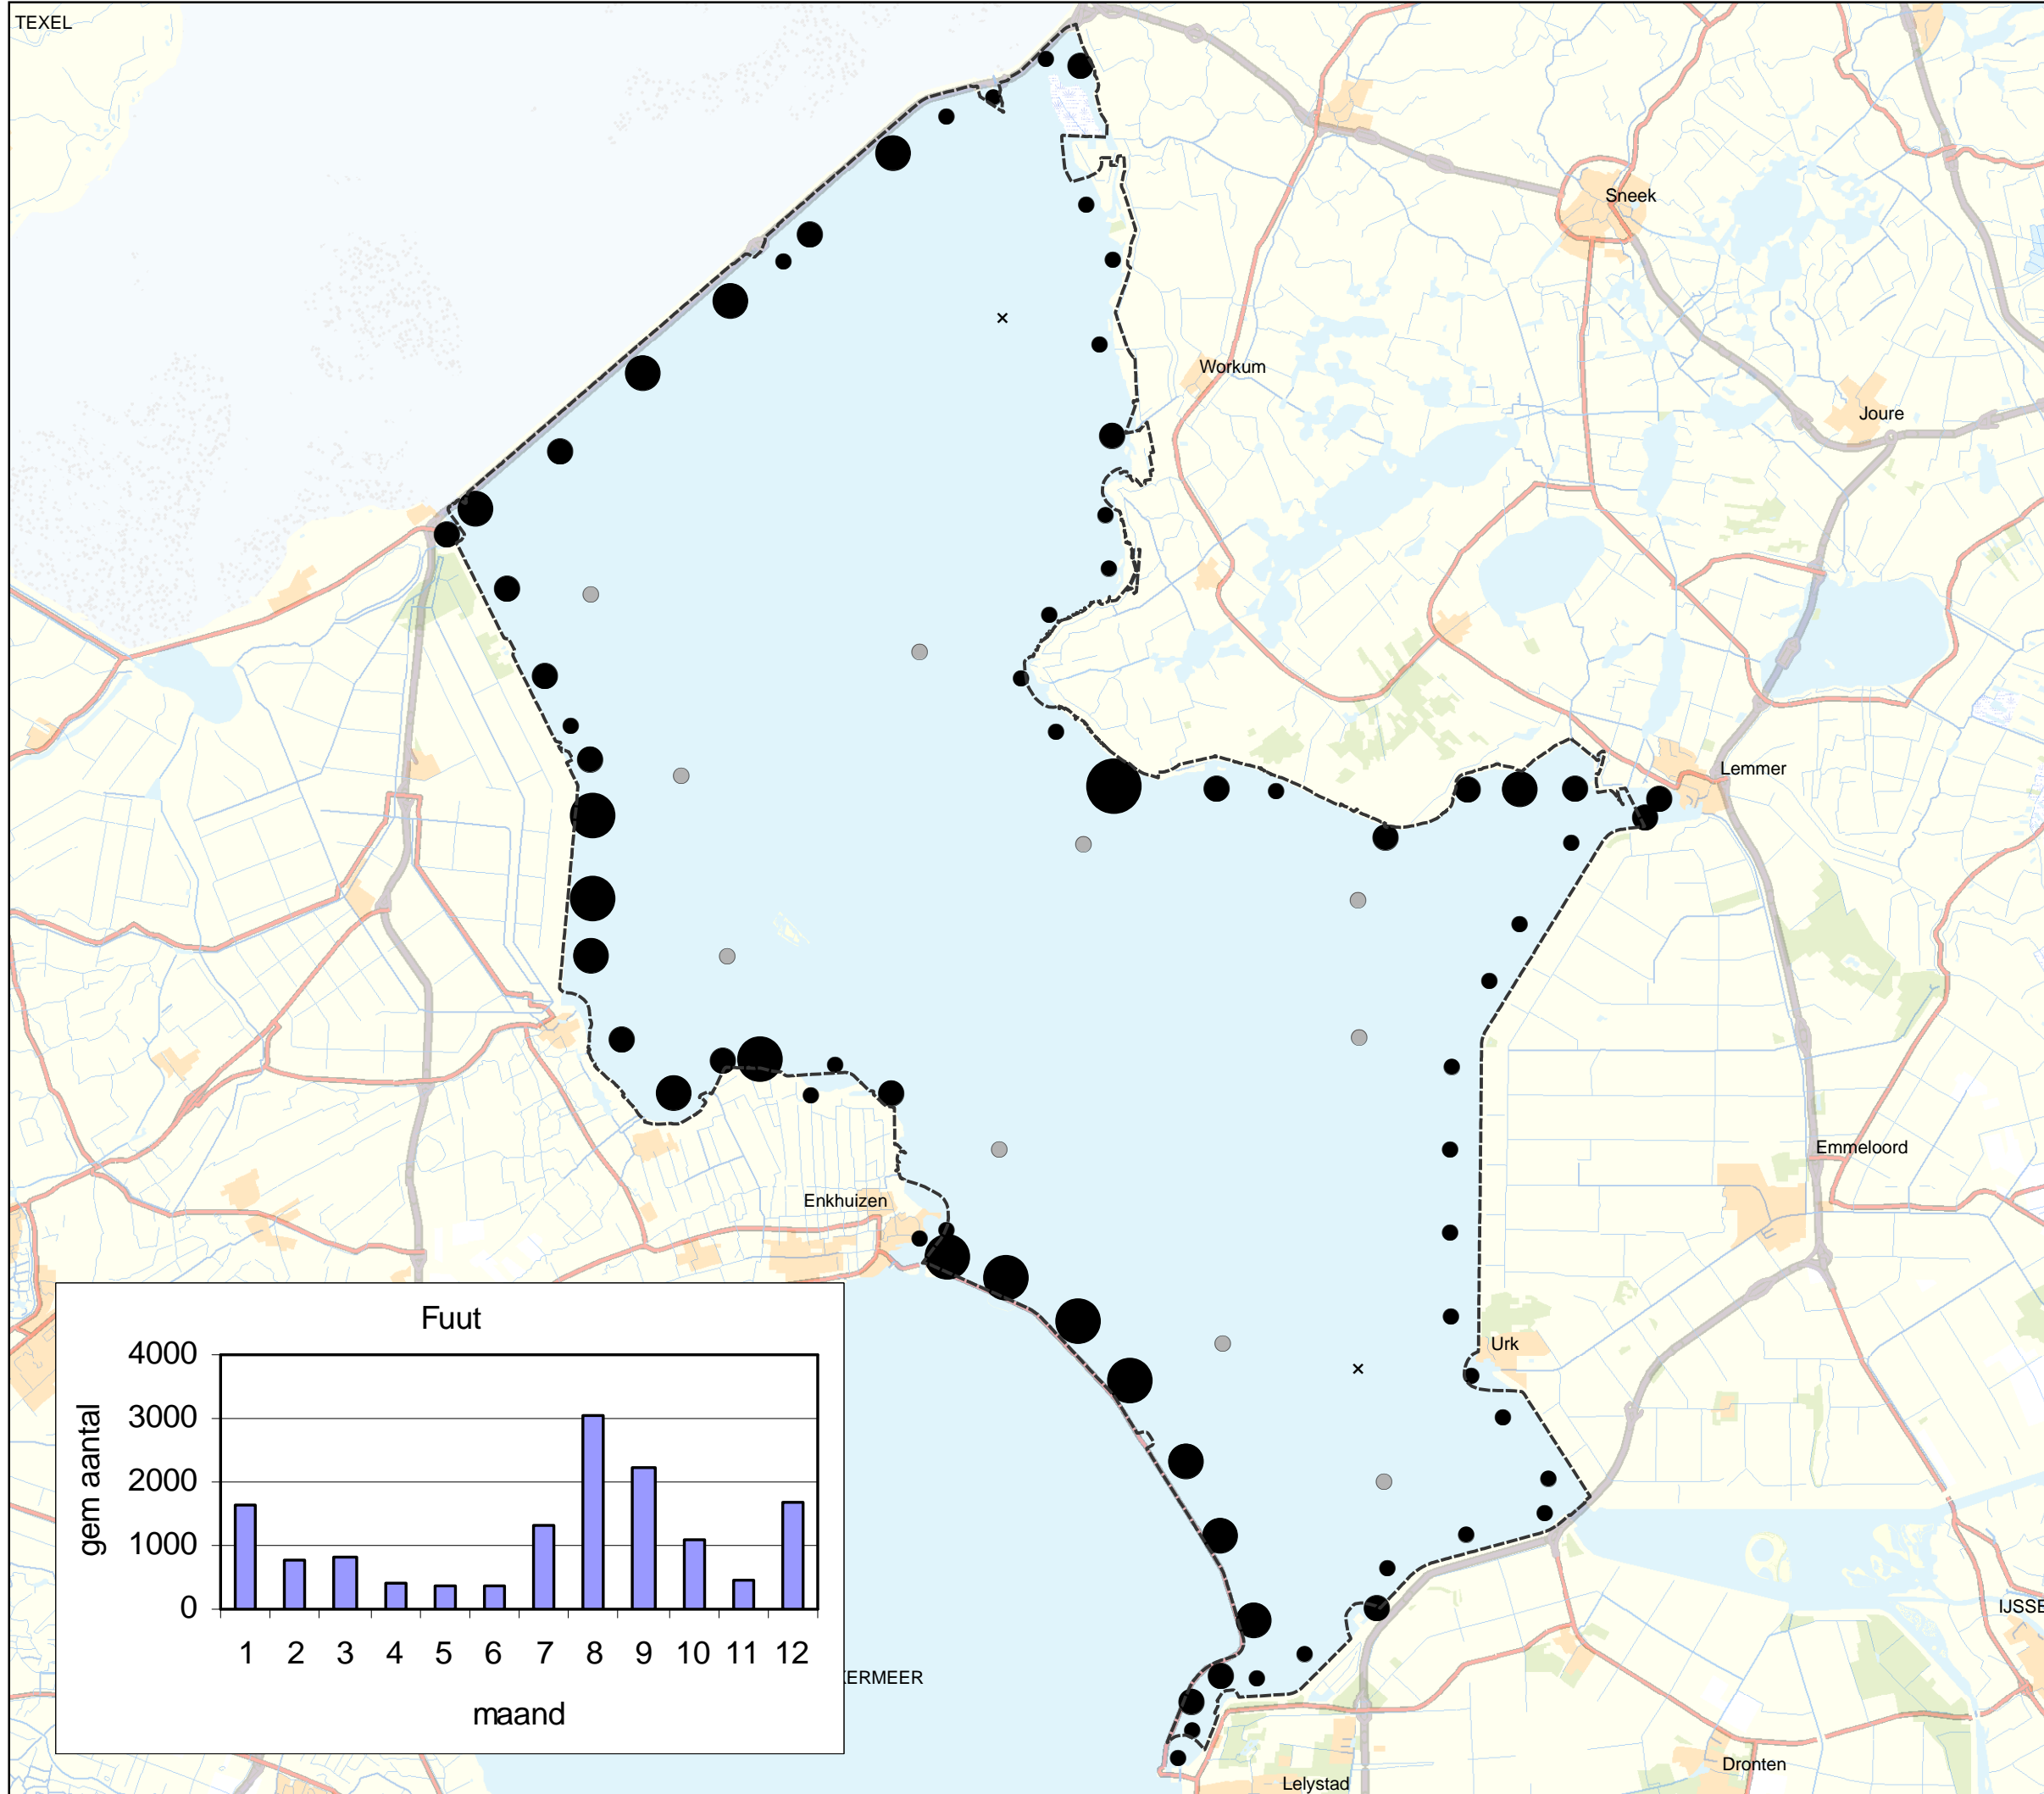 TEXEL
Sneek
Workum
Joure
Lemmer
Emmeloord
Enkhuizen
Urk
IJSSE
ERMEER
Dronten
Lelystad
Fuut
gem aantal
4000
3000
2000
1000
0
1 2 3 4 5 6 7 8 9 10 11 12
maand